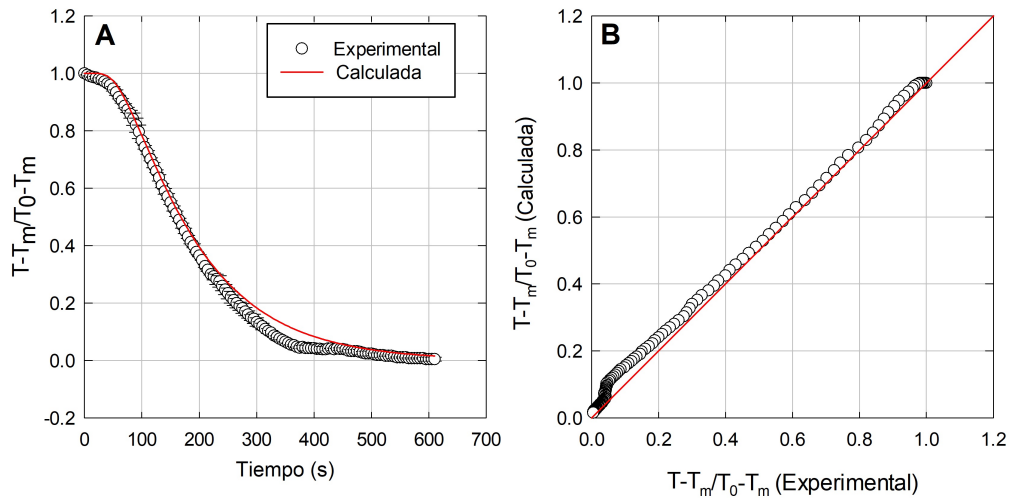 A
Experimental
Calculada
1.2
1.0
0.8
0.6
0.4
0.2
0.0
-0.2
T-Tm/T0-Tm
0 100 200 300 400 500 600 700
Tiempo (s)
B
1.2
1.0
0.8
0.6
0.4
0.2
0.0
T-Tm/T0-Tm (Calculada)
0.0 0.2 0.4 0.6 0.8 1.0 1.2
T-Tm/T0-Tm (Experimental)